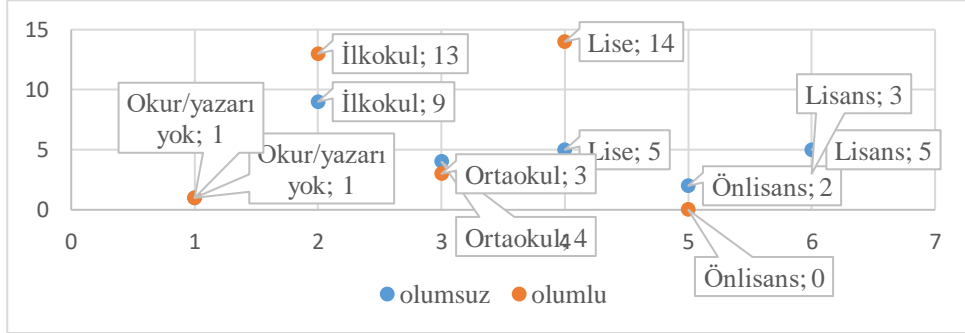 15
10
5
0
0
1
2
3
4
5
6
7
Okur/yazarı
yok; 1
Okur/yazarı
yok; 1
İlkokul; 13
İlkokul; 9
Ortaokul; 3
Ortaokul; 4
Lise; 14
Lise; 5
Önlisans; 2
Önlisans; 0
Lisans; 3
Lisans; 5
olumsuz
olumlu